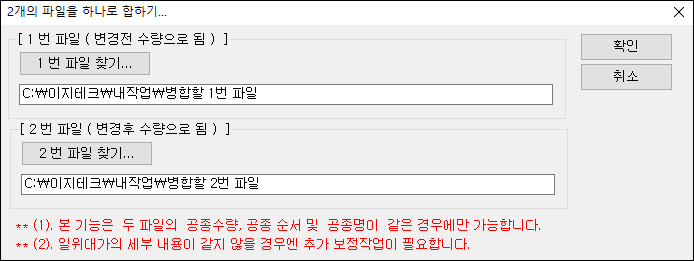 2개의 파일을 하나로 합하기...
[ 1 번 파일 ( 변경전 수량으로 됨 ) ]
확인
1 번 파일 찾기...
취소
C:₩이지테크₩내작업₩병합할 1번 파일
[ 2 번 파일 ( 변경후 수량으로 됨 ) ]
2 번 파일 찾기...
C:₩이지테크₩내작업₩병합할 2번 파일
** (1). 본 기능은 두 파일의 공종수량, 공종 순서 및 공종명이 같은 경우에만 가능합니다.
** (2). 일위대가의 세부 내용이 같지 않을 경우엔 추가 보정작업이 필요합니다.